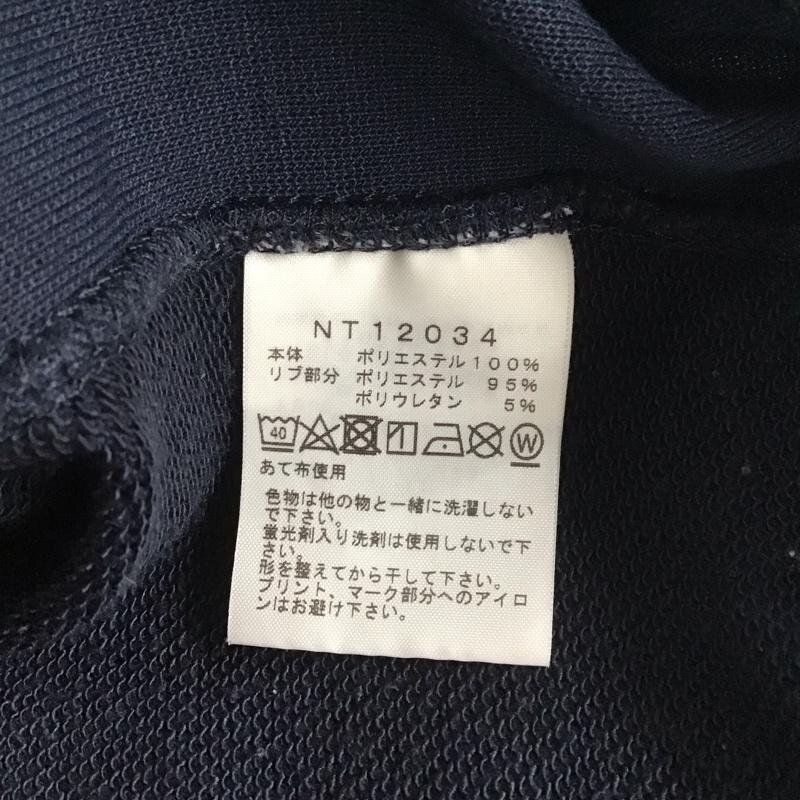 NT12034
本体 ポリエステル100%
リブ部分 ポリエステル 95%
ポリウレタン 5%
40 W
あて布使用
色物は他の物と一緒に洗濯しない
で下さい。
蛍光剤入り洗剤は使用しないで下
さい。
形を整えてから干して下さい。
プリント、マーク部分へのアイロ
ンはお避け下さい。